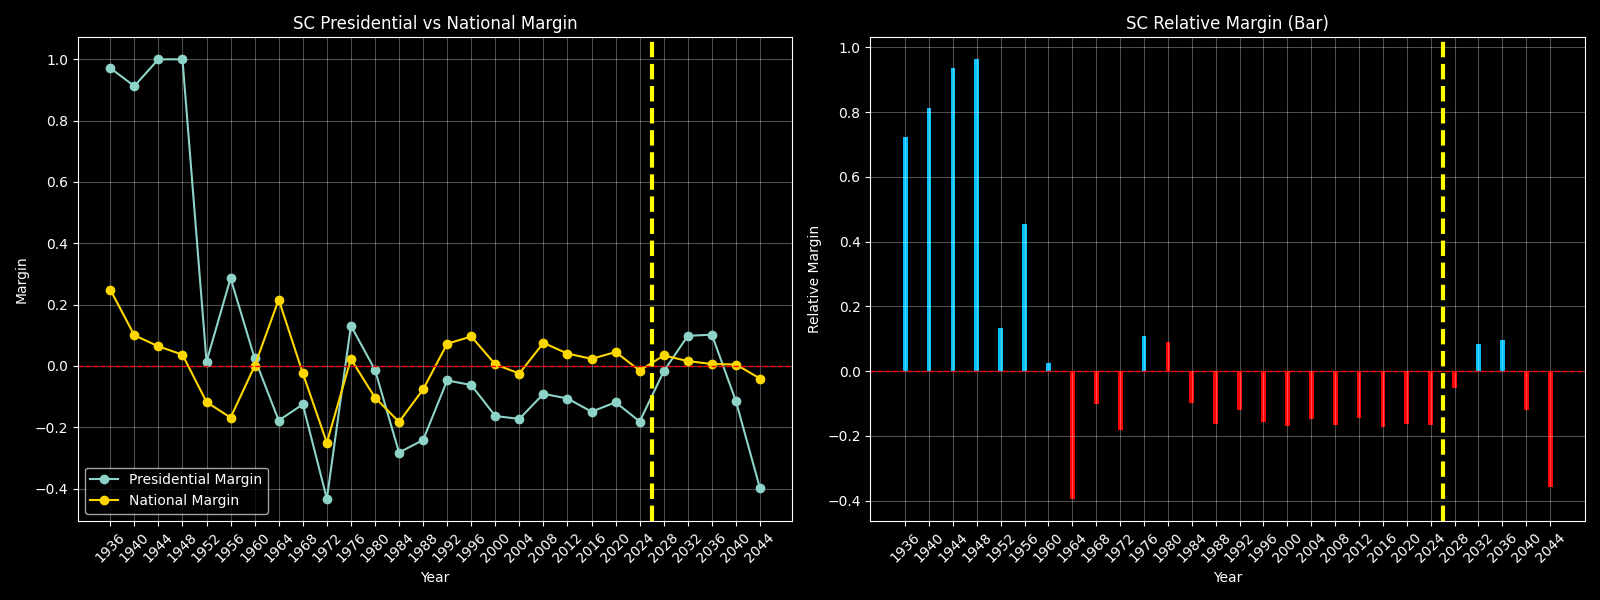 SC Presidential vs National Margin
1.0
0.8
0.6
0.4
0.2
0.0
−0.2
−0.4
Margin
Presidential Margin
National Margin
1936 1940 1944 1948 1952 1956 1960 1964 1968 1972 1976 1980 1984 1988 1992 1996 2000 2004 2008 2012 2016 2020 2024 2028 2032 2036 2040 2044
Year
SC Relative Margin (Bar)
1.0
0.8
0.6
0.4
0.2
0.0
−0.2
−0.4
Relative Margin
1936 1940 1944 1948 1952 1956 1960 1964 1968 1972 1976 1980 1984 1988 1992 1996 2000 2004 2008 2012 2016 2020 2024 2028 2032 2036 2040 2044
Year